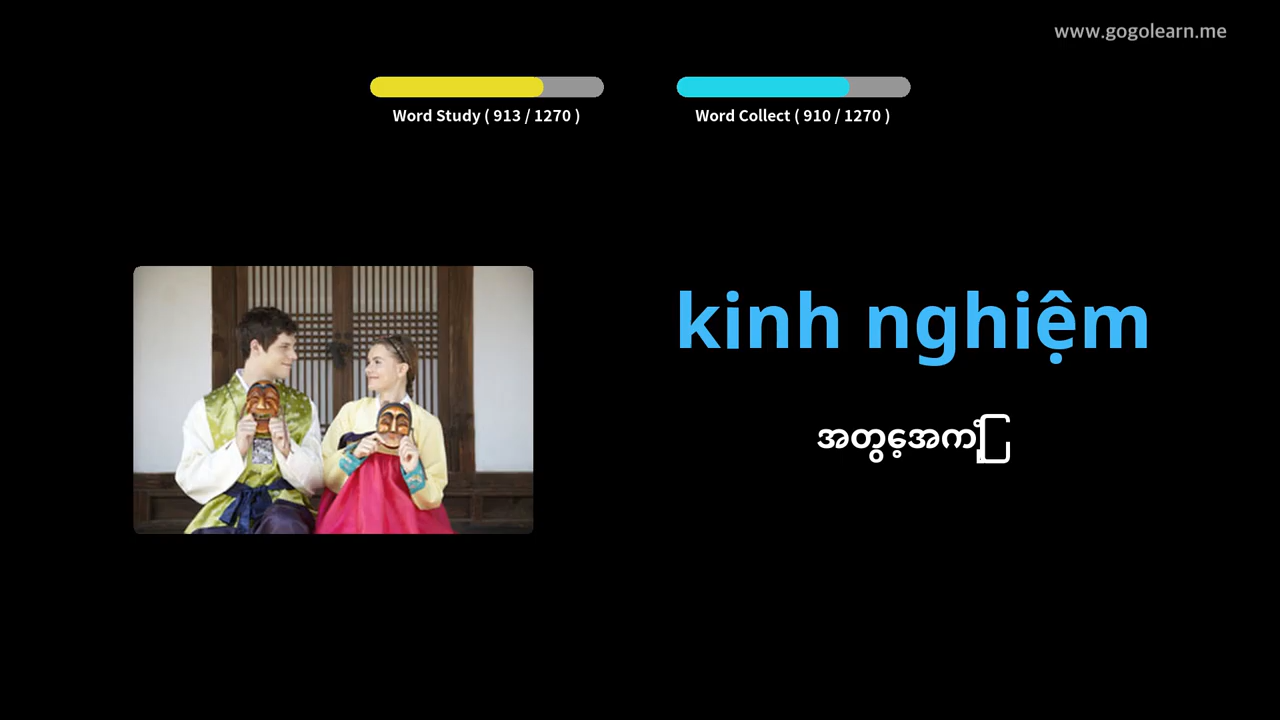 www.gogolearn.me
Word Study ( 913 / 1270 )
Word Collect ( 910 / 1270 )
kinh nghiệm
အတွေ့အကြုံ